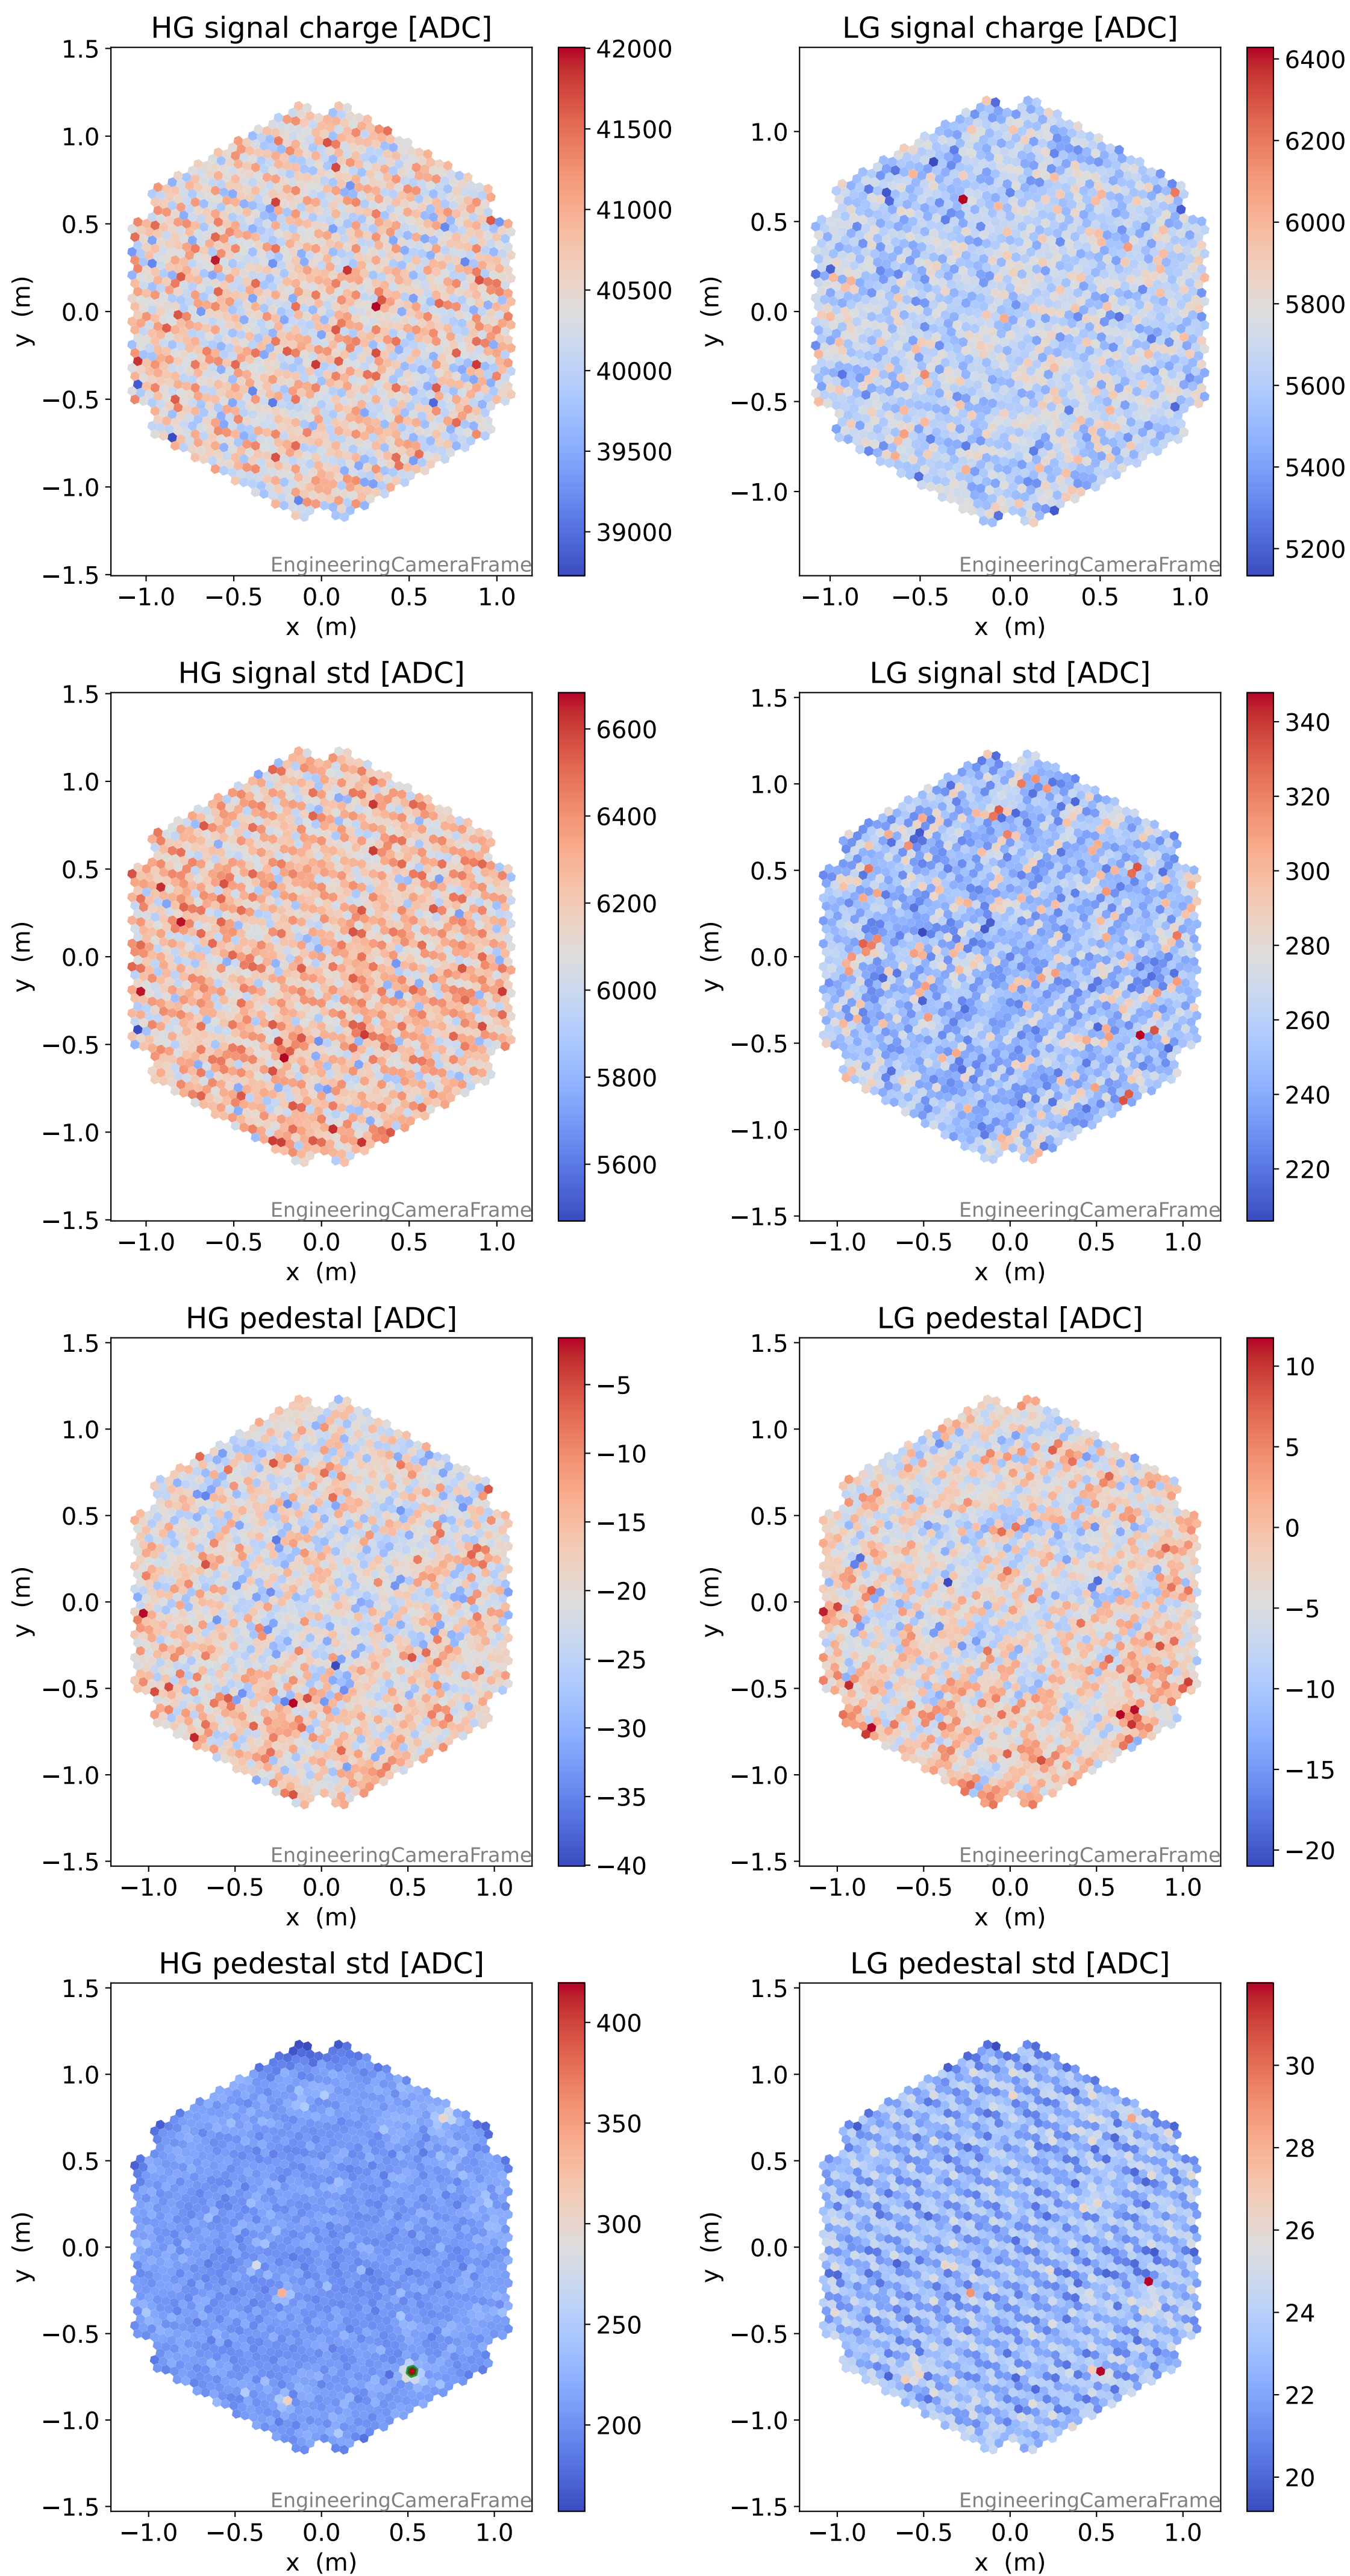 HG signal charge [ADC]
1.5
1.0
0.5
0.0
−0.5
−1.0
−1.5
y (m)
−1.0 −0.5 0.0 0.5 1.0
x (m)
EngineeringCameraFrame
42000
41500
41000
40500
40000
39500
39000
LG signal charge [ADC]
1.0
0.5
0.0
−0.5
−1.0
y (m)
−1.0 −0.5 0.0 0.5 1.0
x (m)
EngineeringCameraFrame
6400
6200
6000
5800
5600
5400
5200
HG signal std [ADC]
1.5
1.0
0.5
0.0
−0.5
−1.0
−1.5
y (m)
−1.0 −0.5 0.0 0.5 1.0
x (m)
EngineeringCameraFrame
6600
6400
6200
6000
5800
5600
LG signal std [ADC]
1.5
1.0
0.5
0.0
−0.5
−1.0
−1.5
y (m)
−1.0 −0.5 0.0 0.5 1.0
x (m)
EngineeringCameraFrame
340
320
300
280
260
240
220
HG pedestal [ADC]
1.5
1.0
0.5
0.0
−0.5
−1.0
−1.5
y (m)
−1.0 −0.5 0.0 0.5 1.0
x (m)
EngineeringCameraFrame
−5
−10
−15
−20
−25
−30
−35
−40
LG pedestal [ADC]
1.5
1.0
0.5
0.0
−0.5
−1.0
−1.5
y (m)
−1.0 −0.5 0.0 0.5 1.0
x (m)
EngineeringCameraFrame
10
5
0
−5
−10
−15
−20
HG pedestal std [ADC]
1.5
1.0
0.5
0.0
−0.5
−1.0
−1.5
y (m)
−1.0 −0.5 0.0 0.5 1.0
x (m)
EngineeringCameraFrame
400
350
300
250
200
LG pedestal std [ADC]
1.5
1.0
0.5
0.0
−0.5
−1.0
−1.5
y (m)
−1.0 −0.5 0.0 0.5 1.0
x (m)
EngineeringCameraFrame
30
28
26
24
22
20